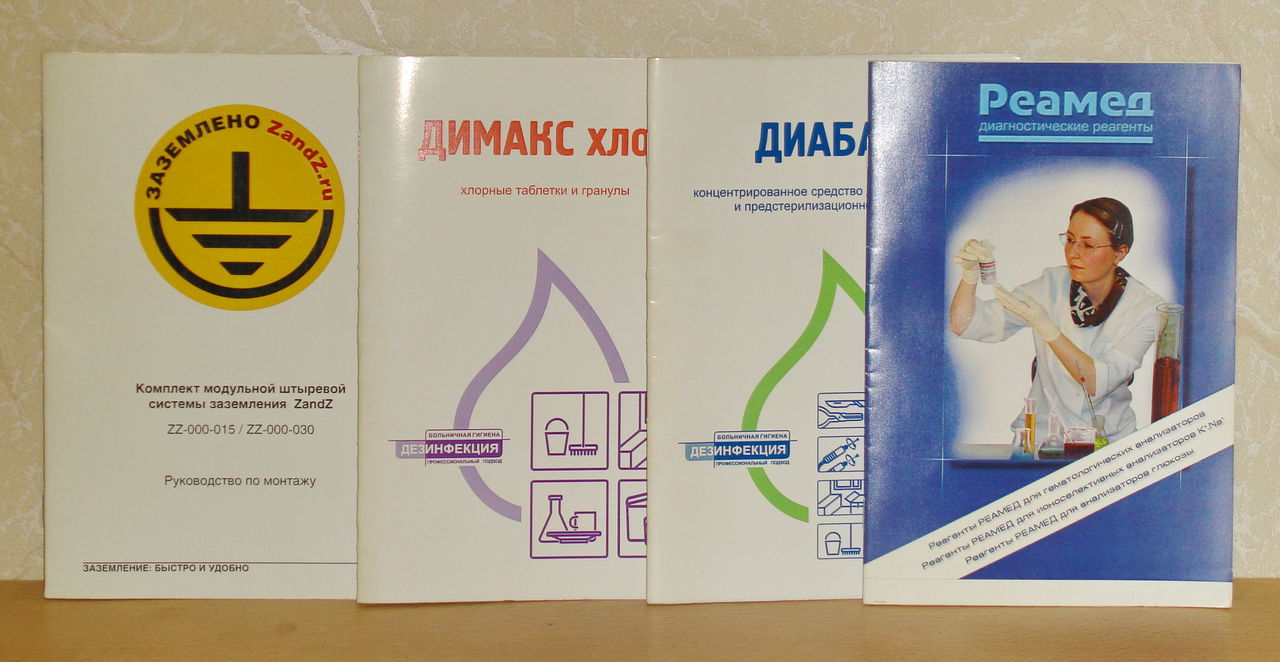 ЗАЗЕМЛЕНО ZandZ.ru
Комплект модульной штыревой
системы заземления ZandZ
ZZ-000-015 / ZZ-000-030
Руководство по монтажу
ЗАЗЕМЛЕНИЕ: БЫСТРО И УДОБНО
ДИМАКС хло
хлорные таблетки и гранулы
БОЛЬНИЧНАЯ ГИГИЕНА
ДЕЗИНФЕКЦИЯ
ПРОФЕССИОНАЛЬНЫЙ ПОДХОД
ДИАБА
концентрированное средство
и предстерилизационно
БОЛЬНИЧНАЯ ГИГИЕНА
ДЕЗИНФЕКЦИЯ
ПРОФЕССИОНАЛЬНЫЙ ПОДХОД
Реамед
диагностические реагенты
Реагенты РЕАМЕД для гематологических анализаторов
Реагенты РЕАМЕД для ионоселективных анализаторов K⁺,Na⁺
Реагенты РЕАМЕД для анализаторов глюкозы